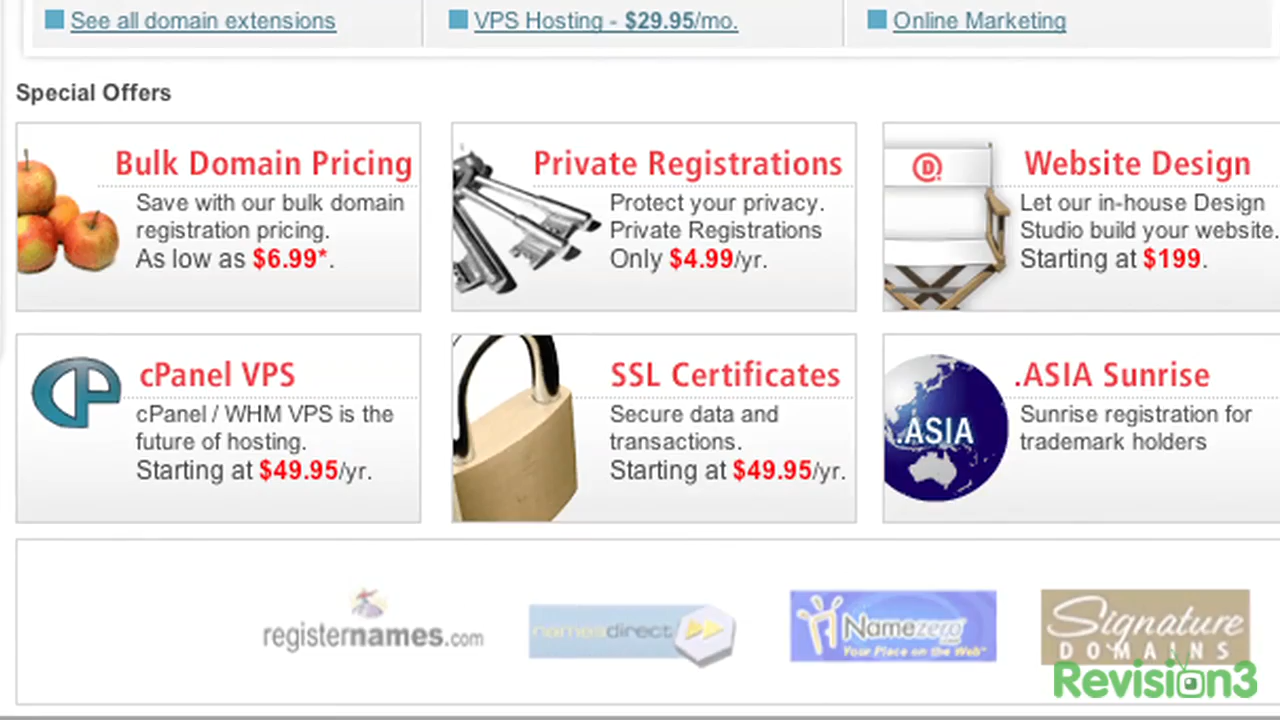 See all domain extensions
VPS Hosting - $29.95/mo.
Online Marketing
Special Offers
Bulk Domain Pricing
Save with our bulk domain
registration pricing.
As low as $6.99*.
Private Registrations
Protect your privacy.
Private Registrations
Only $4.99/yr.
D
Website Design
Let our in-house Design
Studio build your website.
Starting at $199.
cPanel VPS
cPanel / WHM VPS is the
future of hosting.
Starting at $49.95/yr.
SSL Certificates
Secure data and
transactions.
Starting at $49.95/yr.
.ASIA
.ASIA Sunrise
Sunrise registration for
trademark holders
registernames.com
namesdirect
Namezero
Your Place on the Web
Signature
DOMAINS
Revision3